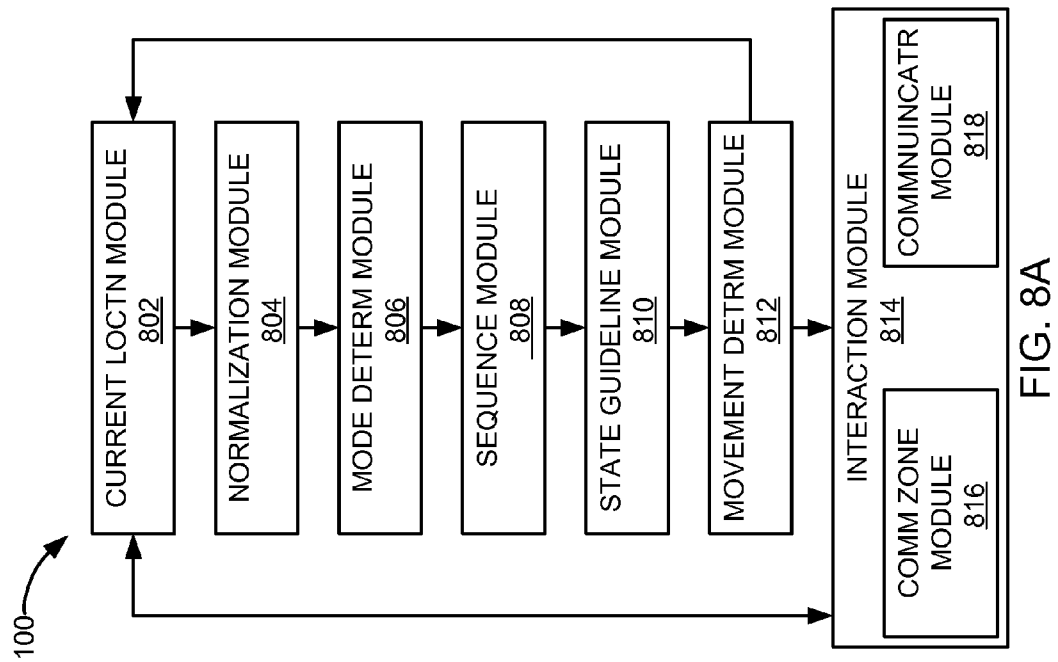 100
CURRENT LOCTN MODULE
802
NORMALIZATION MODULE
804
MODE DETERM MODULE
806
SEQUENCE MODULE
808
STATE GUIDELINE MODULE
810
MOVEMENT DETRM MODULE
812
INTERACTION MODULE
814
COMM ZONE
MODULE
816
COMMNUINCATR
MODULE
818
FIG. 8A